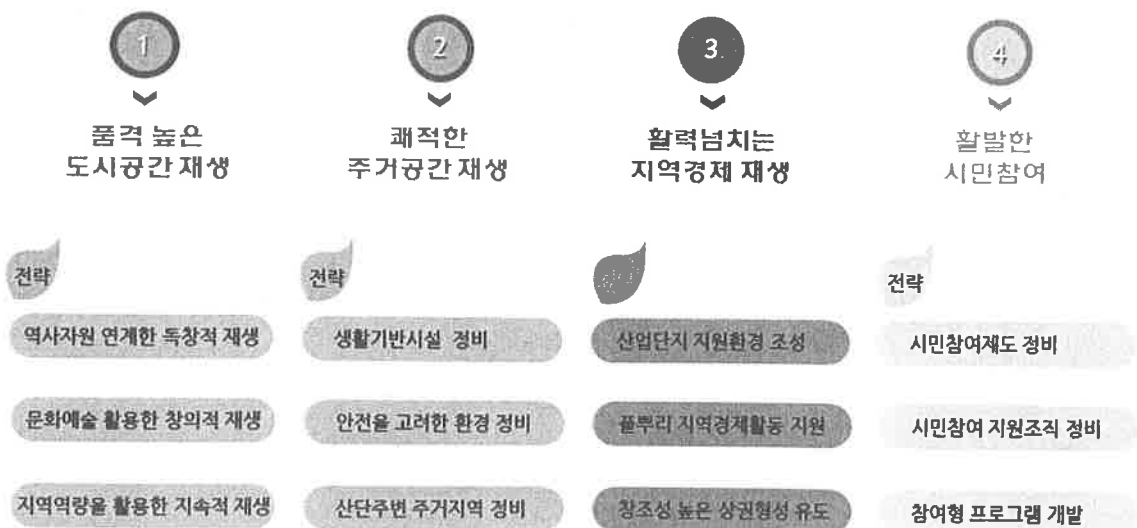 1
품격 높은
도시공간 재생
전략
역사자원 연계한 독창적 재생
문화예술 활용한 창의적 재생
지역역량을 활용한 지속적 재생
2
쾌적한
주거공간 재생
전략
생활기반시설 정비
안전을 고려한 환경 정비
산단주변 주거지역 정비
3
활력넘치는
지역경제 재생
산업단지 지원환경 조성
풀뿌리 지역경제활동 지원
창조성 높은 상권형성 유도
4
활발한
시민참여
전략
시민참여제도 정비
시민참여 지원조직 정비
참여형 프로그램 개발